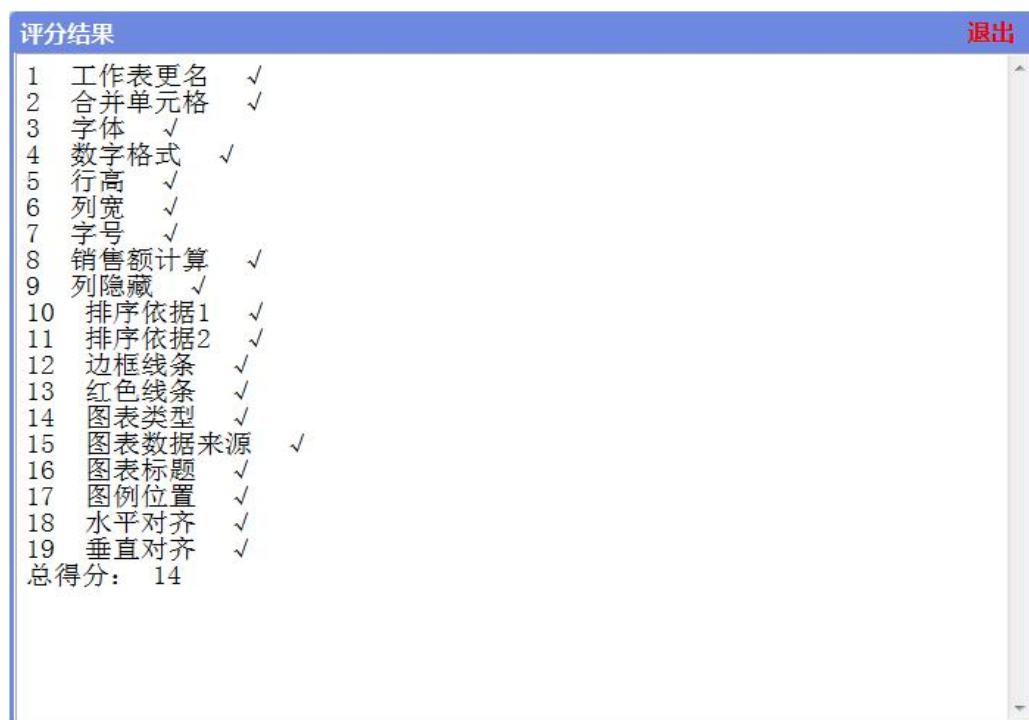 评分结果 退出
1 工作表更名 √
2 合并单元格 √
3 字体 √
4 数字格式 √
5 行高 √
6 列宽 √
7 字号 √
8 销售额计算 √
9 列隐藏 √
10 排序依据1 √
11 排序依据2 √
12 边框线条 √
13 红色线条 √
14 图表类型 √
15 图表数据来源 √
16 图表标题 √
17 图例位置 √
18 水平对齐 √
19 垂直对齐 √
总得分： 14